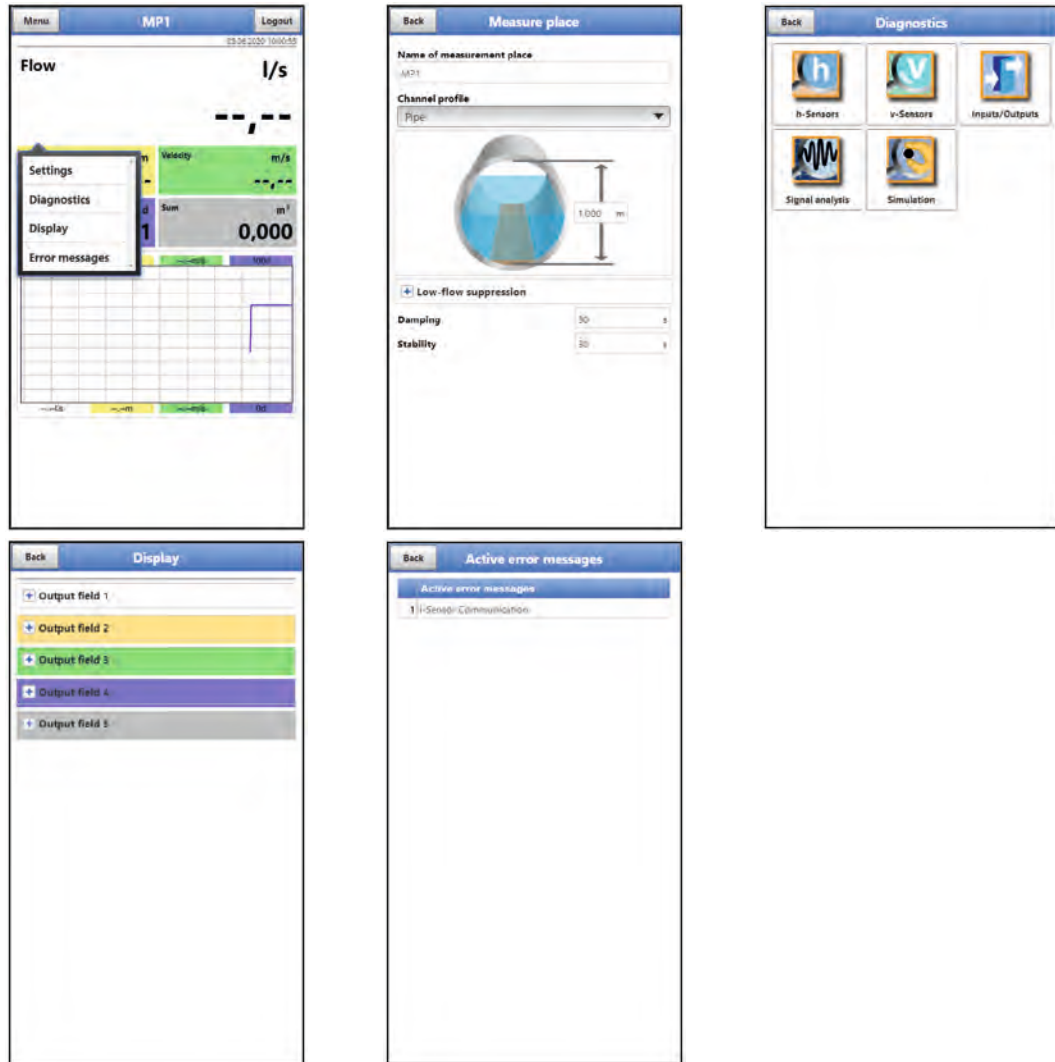 Menu MP1 Logout
03.06.2020 10:00:55
Flow l/s
--,--
m Velocity m/s
- --,--
d Sum m³
1 0,000
Settings
Diagnostics
Display
Error messages
--,--m/s 100d
--,--l/s --,--m --,--m/s 0d
Back Measure place
Name of measurement place
MP1
Channel profile
Pipe
1.000 m
+ Low-flow suppression
Damping 30 s
Stability 30 s
Back Diagnostics
h v
h-Sensors v-Sensors Inputs/Outputs
Signal analysis Simulation
Back Display
+ Output field 1
+ Output field 2
+ Output field 3
+ Output field 4
+ Output field 5
Back Active error messages
Active error messages
1 i-Sensor Communication